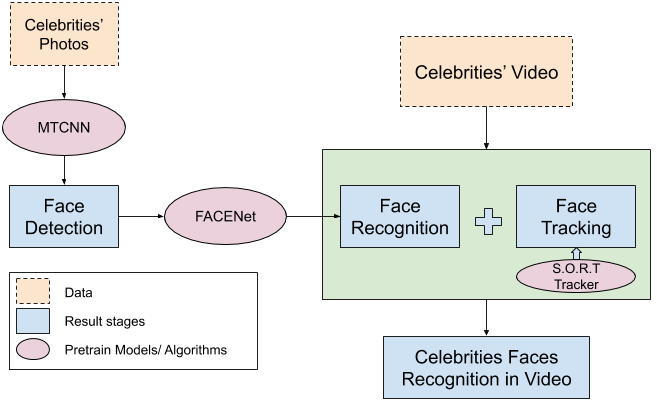 Celebrities'
Photos
MTCNN
Face
Detection
FACENet
Celebrities' Video
Face
Recognition
Face
Tracking
S.O.R.T
Tracker
Celebrities Faces
Recognition in Video
Data
Result stages
Pretrain Models/ Algorithms